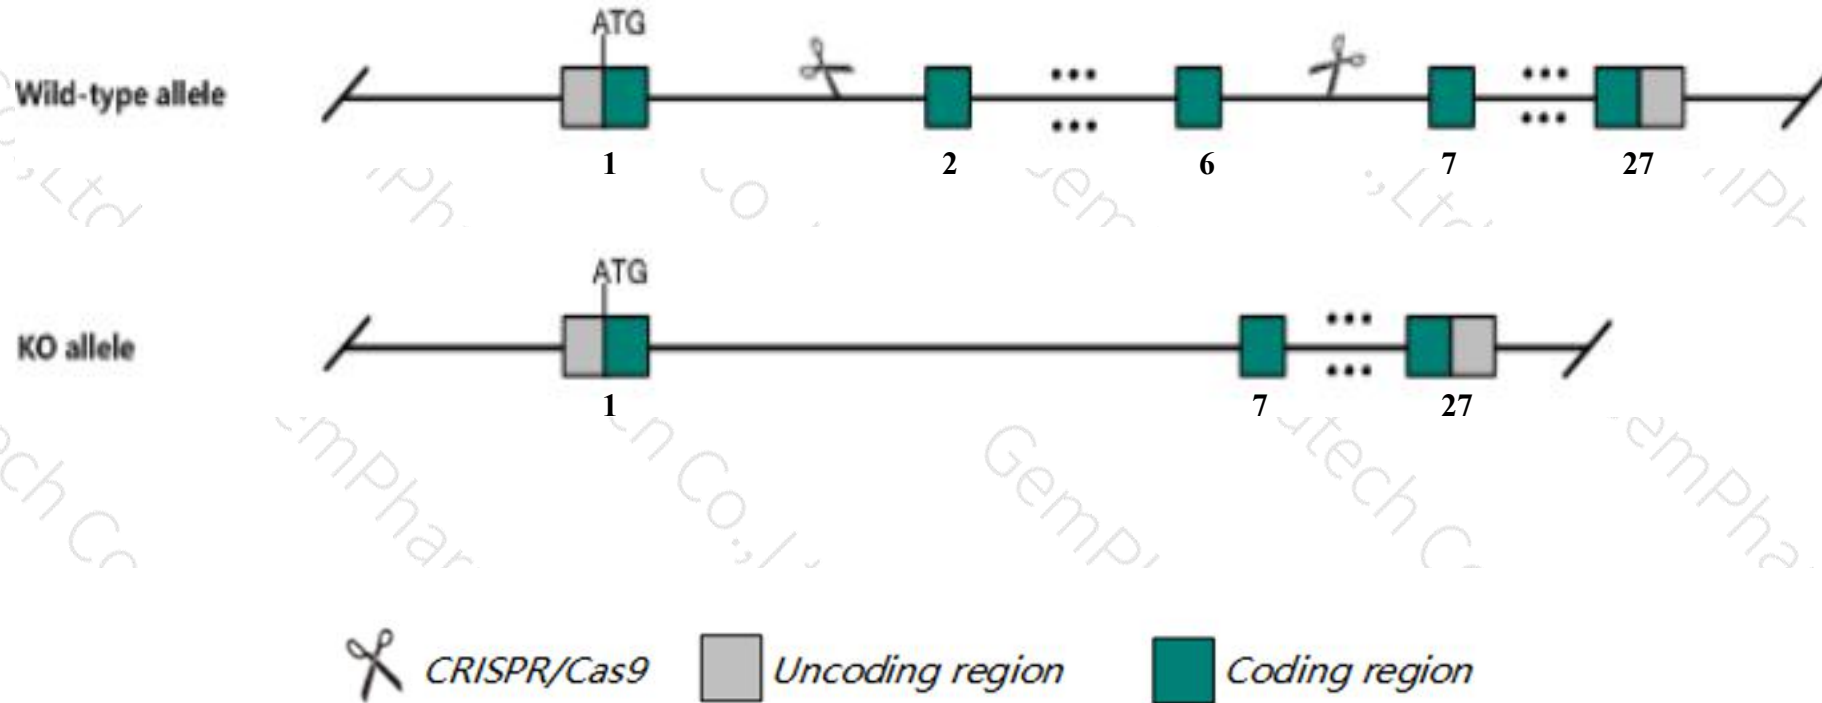 ATG
Wild-type allele
1 2 6 7 27
ATG
KO allele
1 7 27
CRISPR/Cas9 Uncoding region Coding region